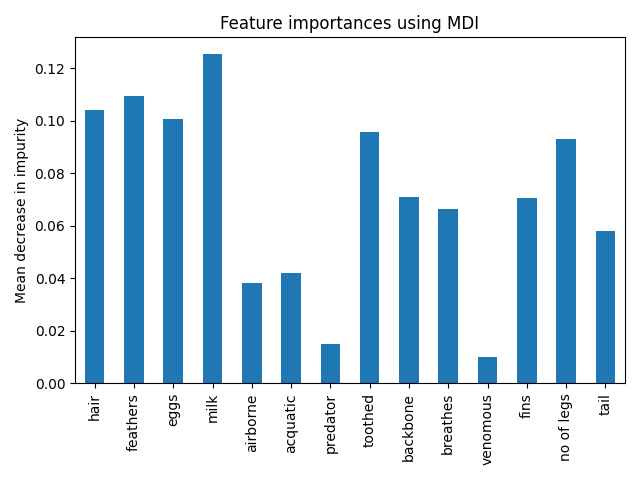 Feature importances using MDI
Mean decrease in impurity
0.12
0.10
0.08
0.06
0.04
0.02
0.00
hair
feathers
eggs
milk
airborne
acquatic
predator
toothed
backbone
breathes
venomous
fins
no of legs
tail